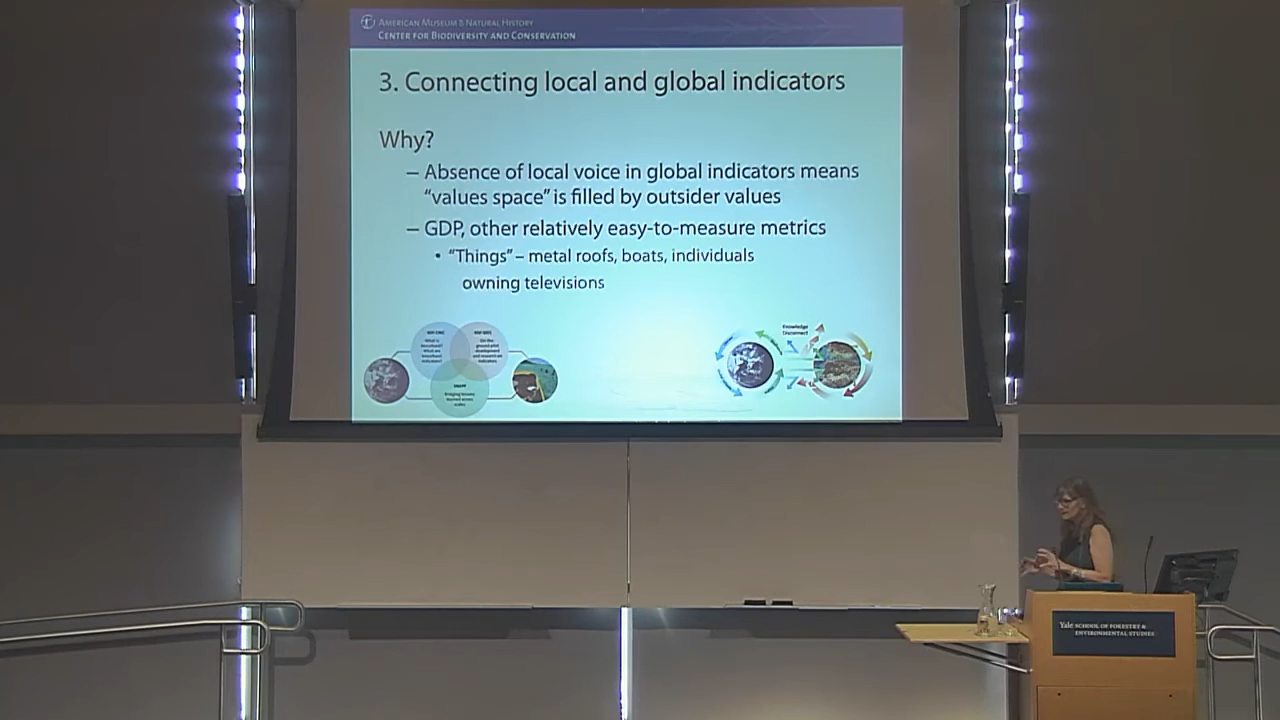 AMERICAN MUSEUM & NATURAL HISTORY
CENTER FOR BIODIVERSITY AND CONSERVATION
3. Connecting local and global indicators
Why?
– Absence of local voice in global indicators means
“values space” is filled by outsider values
– GDP, other relatively easy-to-measure metrics
• “Things” – metal roofs, boats, individuals
owning televisions
Knowledge
Disconnect
Yale SCHOOL OF FORESTRY &
ENVIRONMENTAL STUDIES